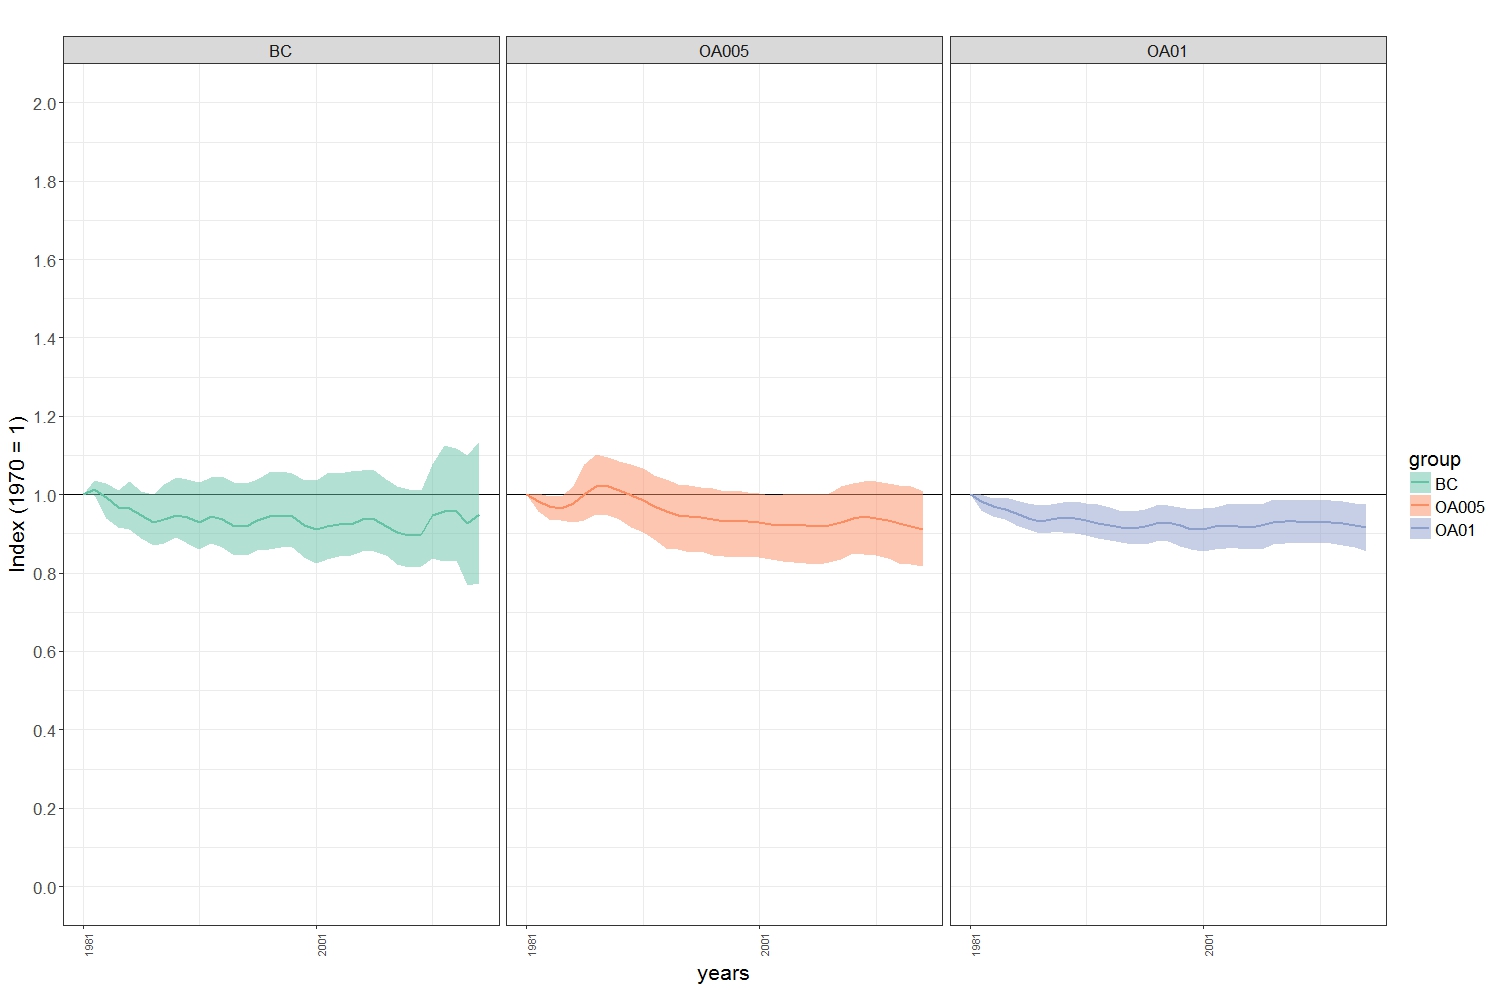 BC OA005 OA01
Index (1970 = 1)
2.0
1.8
1.6
1.4
1.2
1.0
0.8
0.6
0.4
0.2
0.0
1981 2001 1981 2001 1981 2001
years
group
BC
OA005
OA01